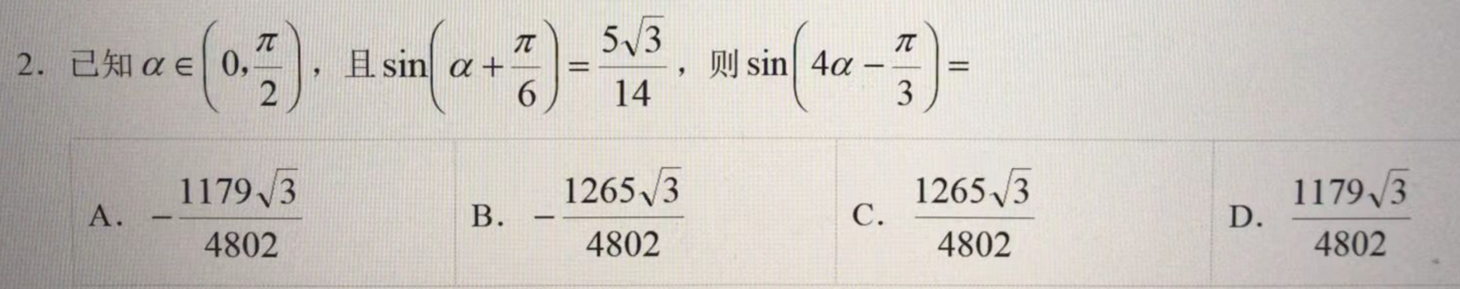 2. 已知 α ∈ (0, π/2), 且 sin(α + π/6) = 5√3/14, 则 sin(4α − π/3) =
A. −1179√3/4802 B. −1265√3/4802 C. 1265√3/4802 D. 1179√3/4802